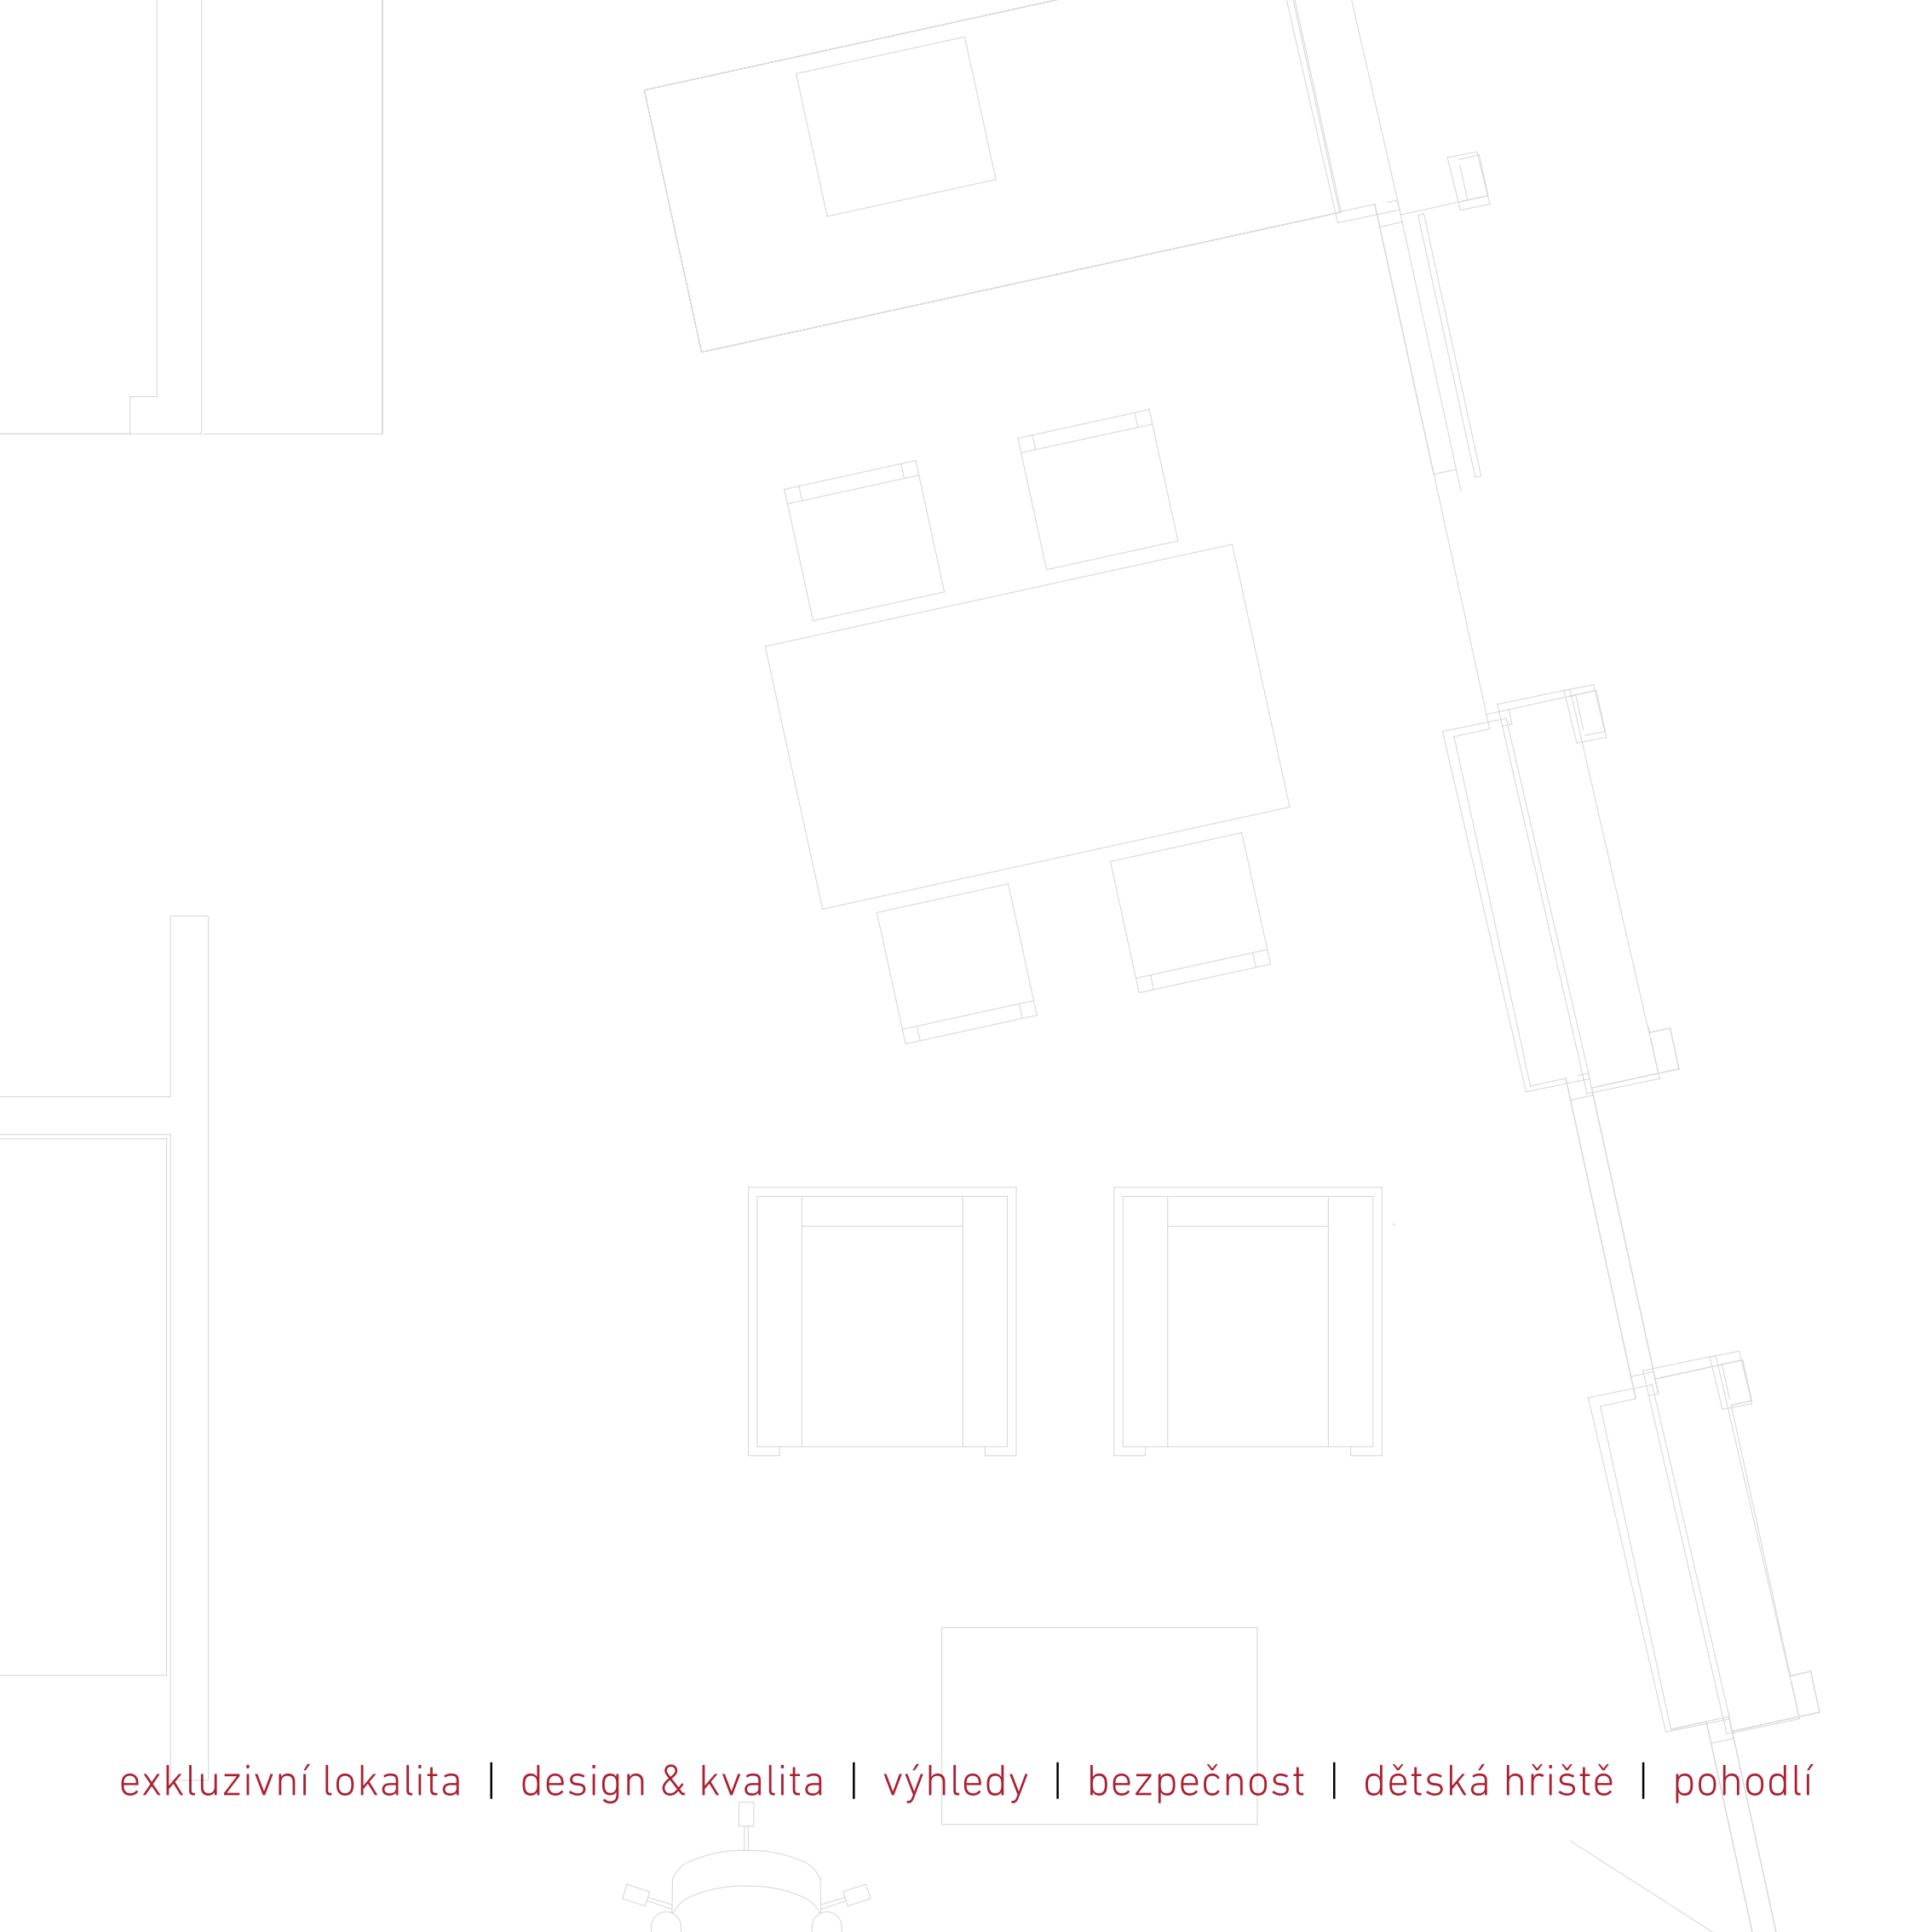 exkluzivní lokalita | design & kvalita | výhledy | bezpečnost | dětská hřiště | pohodlí